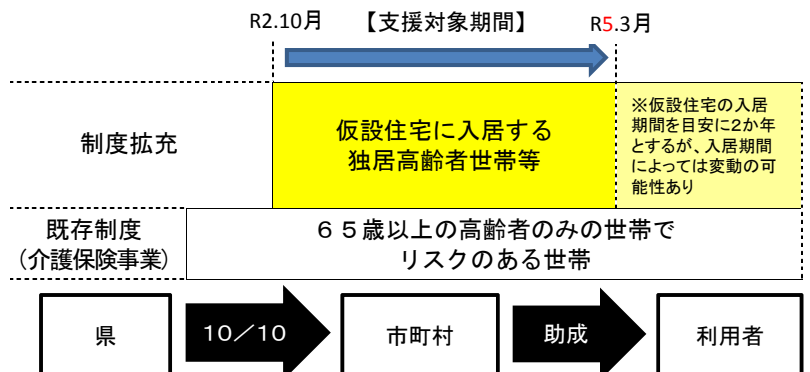 R2.10月 【支援対象期間】 R5.3月
制度拡充
仮設住宅に入居する
独居高齢者世帯等
※仮設住宅の入居
期間を目安に2か年
とするが、入居期間
によっては変動の可
能性あり
既存制度
(介護保険事業)
６５歳以上の高齢者のみの世帯で
リスクのある世帯
県
１０／１０
市町村
助成
利用者